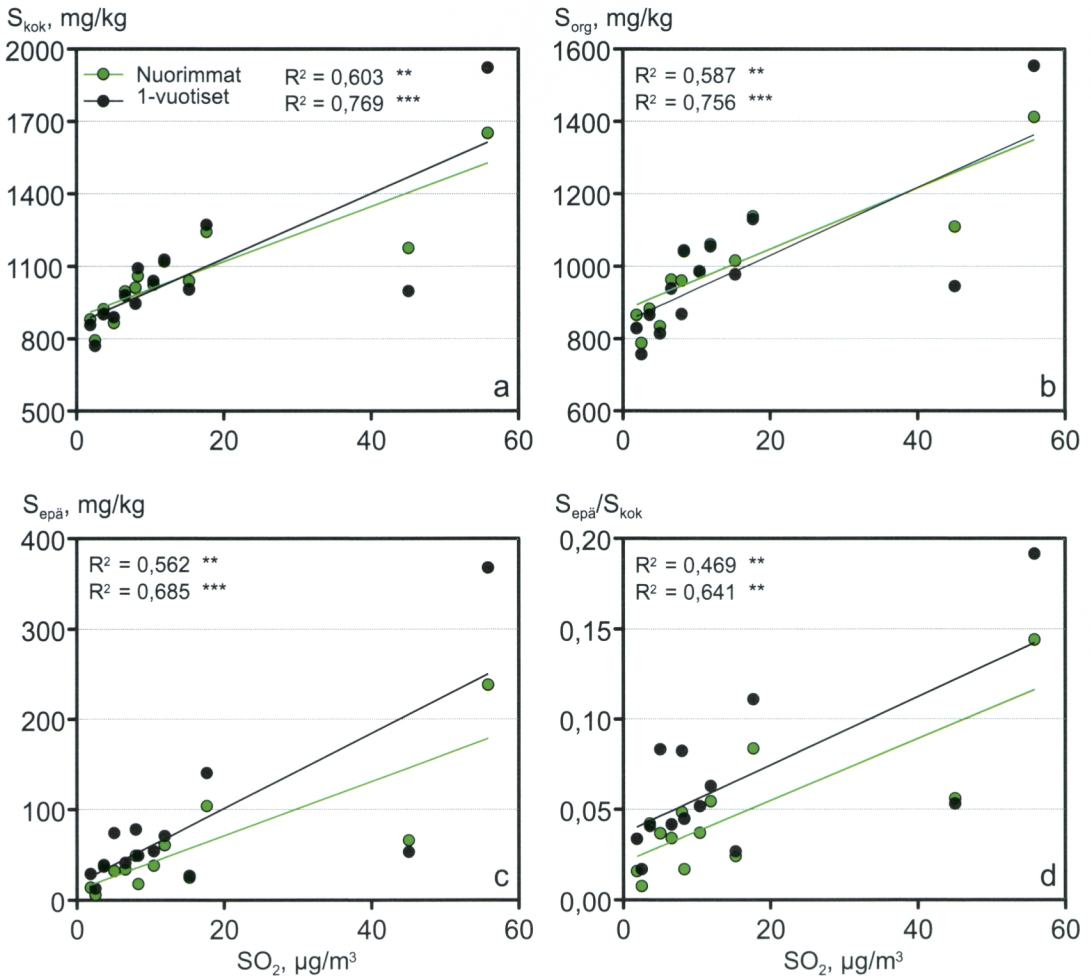 S_kok, mg/kg
2000
1700
1400
1100
800
500
Nuorimmat
1-vuotiset
R² = 0,603 **
R² = 0,769 ***
a
0 20 40 60
S_org, mg/kg
1600
1400
1200
1000
800
600
R² = 0,587 **
R² = 0,756 ***
b
0 20 40 60
S_epä, mg/kg
400
300
200
100
0
R² = 0,562 **
R² = 0,685 ***
c
0 20 40 60
SO₂, µg/m³
S_epä/S_kok
0,20
0,15
0,10
0,05
0,00
R² = 0,469 **
R² = 0,641 **
d
0 20 40 60
SO₂, µg/m³